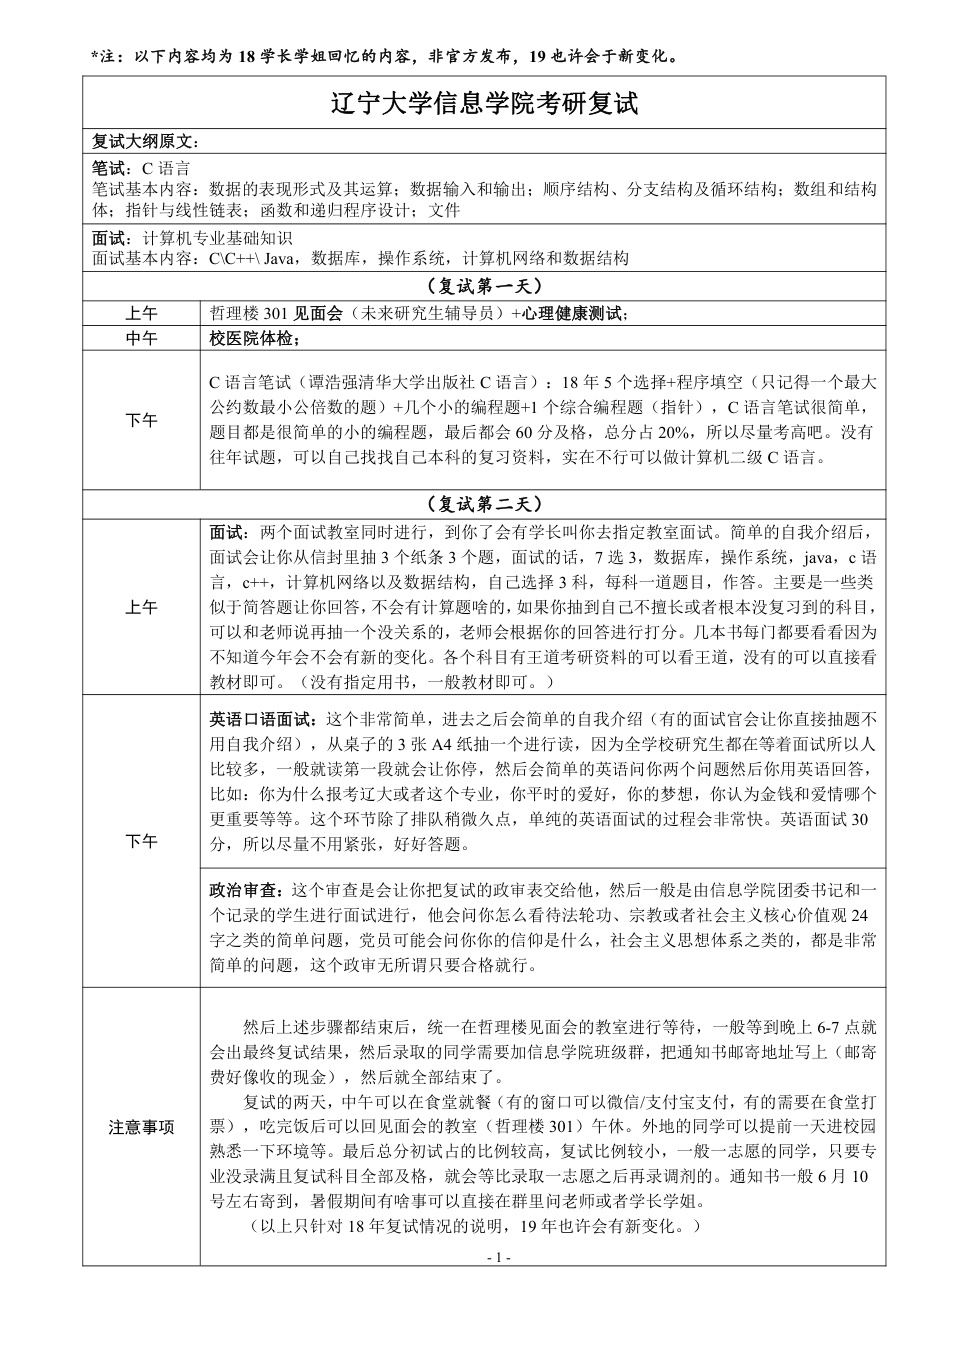 *注：以下内容均为 18 学长学姐回忆的内容，非官方发布，19 也许会于新变化。
辽宁大学信息学院考研复试
复试大纲原文：
笔试：C 语言
笔试基本内容：数据的表现形式及其运算；数据输入和输出；顺序结构、分支结构及循环结构；数组和结构
体；指针与线性链表；函数和递归程序设计；文件
面试：计算机专业基础知识
面试基本内容：C\C++\ Java，数据库，操作系统，计算机网络和数据结构
（复试第一天）
上午
哲理楼 301 见面会（未来研究生辅导员）+心理健康测试；
中午
校医院体检；
下午
C 语言笔试（谭浩强清华大学出版社 C 语言）：18 年 5 个选择+程序填空（只记得一个最大
公约数最小公倍数的题）+几个小的编程题+1 个综合编程题（指针），C 语言笔试很简单，
题目都是很简单的小的编程题，最后都会 60 分及格，总分占 20%，所以尽量考高吧。没有
往年试题，可以自己找找自己本科的复习资料，实在不行可以做计算机二级 C 语言。
（复试第二天）
上午
面试：两个面试教室同时进行，到你了会有学长叫你去指定教室面试。简单的自我介绍后，
面试会让你从信封里抽 3 个纸条 3 个题，面试的话，7 选 3，数据库，操作系统，java，c 语
言，c++，计算机网络以及数据结构，自己选择 3 科，每科一道题目，作答。主要是一些类
似于简答题让你回答，不会有计算题啥的，如果你抽到自己不擅长或者根本没复习到的科目，
可以和老师说再抽一个没关系的，老师会根据你的回答进行打分。几本书每门都要看看因为
不知道今年会不会有新的变化。各个科目有王道考研资料的可以看王道，没有的可以直接看
教材即可。（没有指定用书，一般教材即可。）
下午
英语口语面试：这个非常简单，进去之后会简单的自我介绍（有的面试官会让你直接抽题不
用自我介绍），从桌子的 3 张 A4 纸抽一个进行读，因为全学校研究生都在等着面试所以人
比较多，一般就读第一段就会让你停，然后会简单的英语问你两个问题然后你用英语回答，
比如：你为什么报考辽大或者这个专业，你平时的爱好，你的梦想，你认为金钱和爱情哪个
更重要等等。这个环节除了排队稍微久点，单纯的英语面试的过程会非常快。英语面试 30
分，所以尽量不用紧张，好好答题。
政治审查：这个审查是会让你把复试的政审表交给他，然后一般是由信息学院团委书记和一
个记录的学生进行面试进行，他会问你怎么看待法轮功、宗教或者社会主义核心价值观 24
字之类的简单问题，党员可能会问你你的信仰是什么，社会主义思想体系之类的，都是非常
简单的问题，这个政审无所谓只要合格就行。
注意事项
然后上述步骤都结束后，统一在哲理楼见面会的教室进行等待，一般等到晚上 6-7 点就
会出最终复试结果，然后录取的同学需要加信息学院班级群，把通知书邮寄地址写上（邮寄
费好像收的现金），然后就全部结束了。
复试的两天，中午可以在食堂就餐（有的窗口可以微信/支付宝支付，有的需要在食堂打
票），吃完饭后可以回见面会的教室（哲理楼 301）午休。外地的同学可以提前一天进校园
熟悉一下环境等。最后总分初试占的比例较高，复试比例较小，一般一志愿的同学，只要专
业没录满且复试科目全部及格，就会等比录取一志愿之后再录调剂的。通知书一般 6 月 10
号左右寄到，暑假期间有啥事可以直接在群里问老师或者学长学姐。
（以上只针对 18 年复试情况的说明，19 年也许会有新变化。）
- 1 -